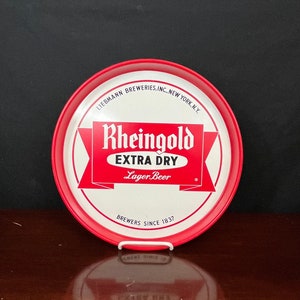 LIEBMANN BREWERIES, INC., NEW YORK, N.Y.
Rheingold
EXTRA DRY
Lager Beer
®
BREWERS SINCE 1837